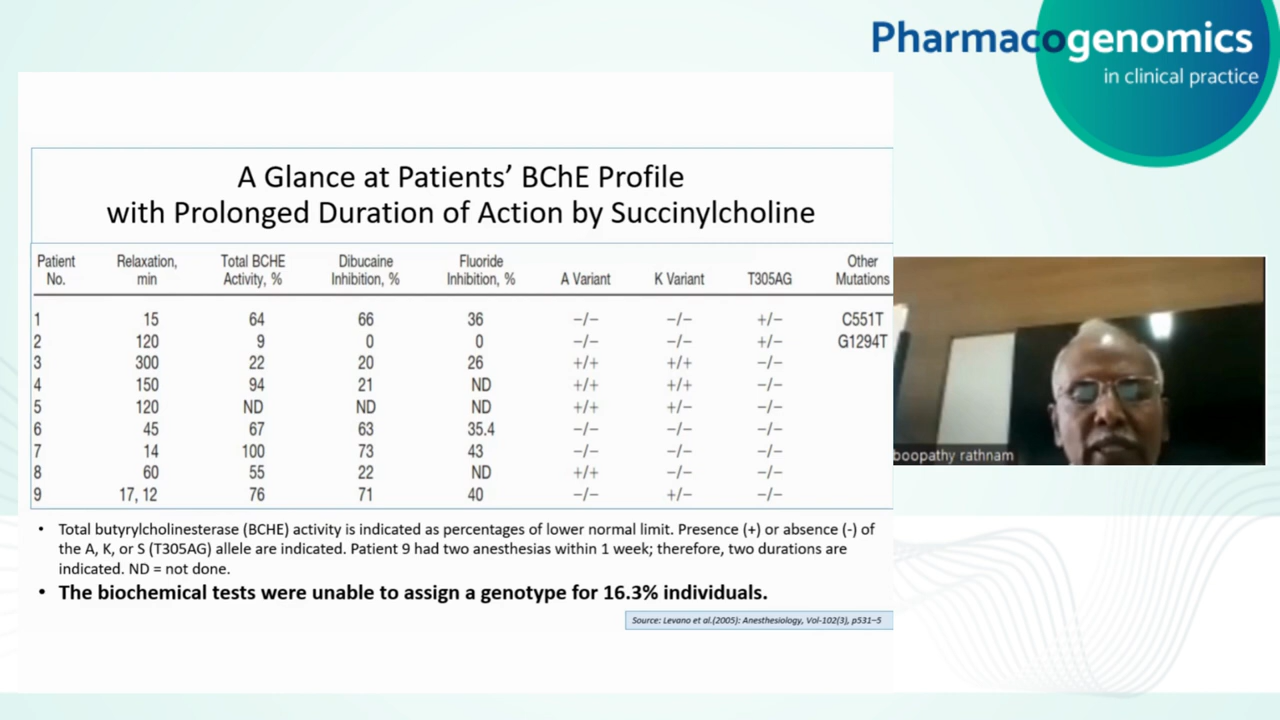 Pharmacogenomics
in clinical practice
A Glance at Patients’ BChE Profile
with Prolonged Duration of Action by Succinylcholine
Patient No. Relaxation, min Total BCHE Activity, % Dibucaine Inhibition, % Fluoride Inhibition, % A Variant K Variant T305AG Other Mutations
1 15 64 66 36 −/− −/− +/− C551T
2 120 9 0 0 −/− −/− +/− G1294T
3 300 22 20 26 +/+ +/+ −/−
4 150 94 21 ND +/+ +/+ −/−
5 120 ND ND ND +/+ +/− −/−
6 45 67 63 35.4 −/− −/− −/−
7 14 100 73 43 −/− −/− −/−
8 60 55 22 ND +/+ −/− −/−
9 17, 12 76 71 40 −/− +/− −/−
• Total butyrylcholinesterase (BCHE) activity is indicated as percentages of lower normal limit. Presence (+) or absence (-) of
the A, K, or S (T305AG) allele are indicated. Patient 9 had two anesthesias within 1 week; therefore, two durations are
indicated. ND = not done.
• The biochemical tests were unable to assign a genotype for 16.3% individuals.
Source: Levano et al.(2005): Anesthesiology, Vol-102(3), p531–5
boopathy rathnam